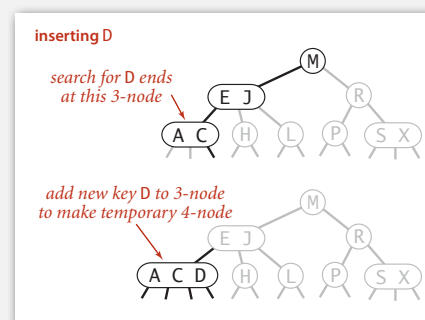 inserting D
M
search for D ends
at this 3-node
E J
R
A C
H
L
P
S X
add new key D to 3-node
to make temporary 4-node
M
E J
R
A C D
H
L
P
S X